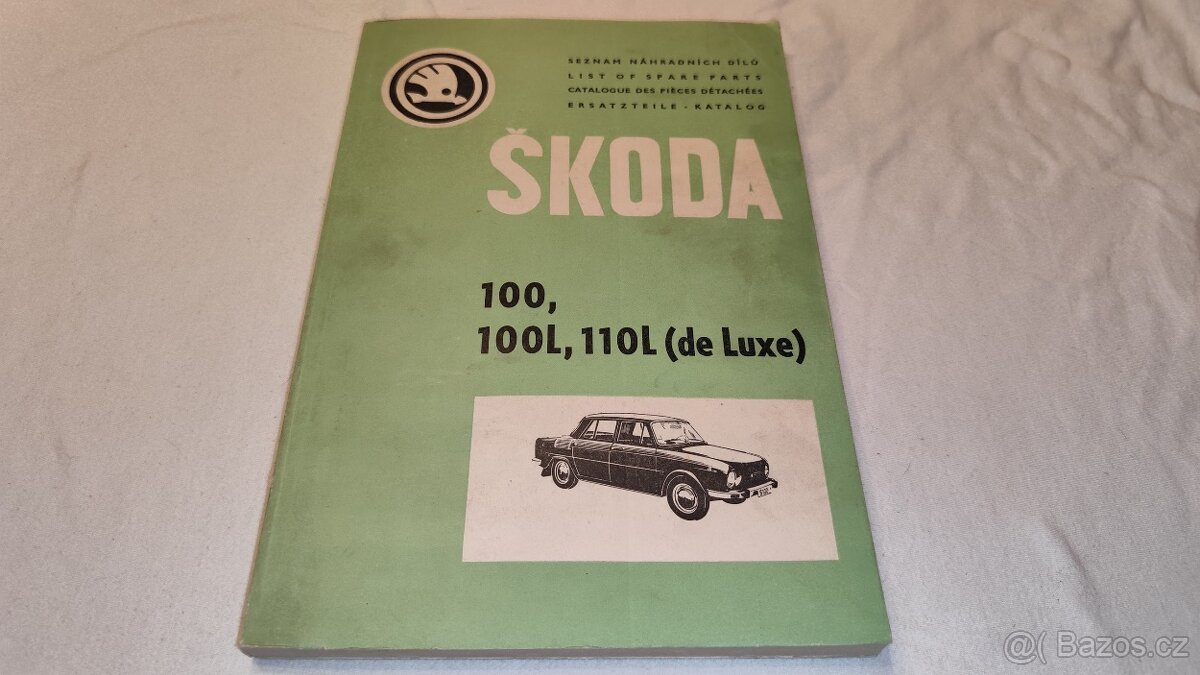 SEZNAM NÁHRADNÍCH DÍLŮ
LIST OF SPARE PARTS
CATALOGUE DES PIÈCES DÉTACHÉES
ERSATZTEILE - KATALOG
ŠKODA
100,
100L, 110L (de Luxe)
@( Bazos.cz